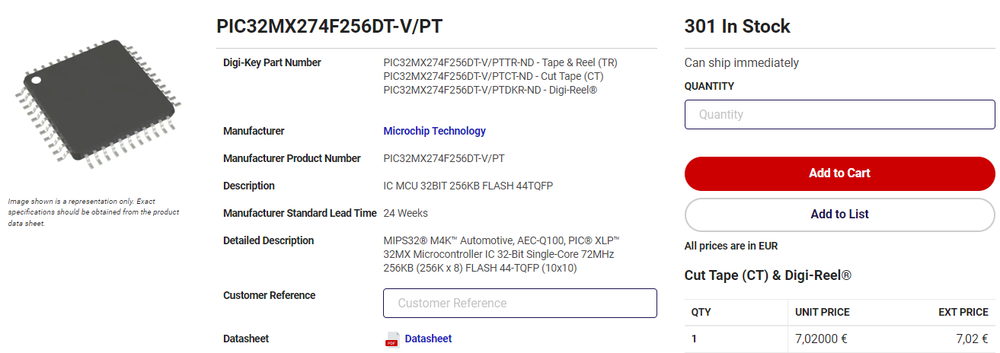 PIC32MX274F256DT-V/PT
Digi-Key Part Number
PIC32MX274F256DT-V/PTTR-ND - Tape & Reel (TR)
PIC32MX274F256DT-V/PTCT-ND - Cut Tape (CT)
PIC32MX274F256DT-V/PTDKR-ND - Digi-Reel®
Manufacturer Microchip Technology
Manufacturer Product Number PIC32MX274F256DT-V/PT
Description IC MCU 32BIT 256KB FLASH 44TQFP
Manufacturer Standard Lead Time 24 Weeks
Detailed Description
MIPS32® M4K™ Automotive, AEC-Q100, PIC® XLP™
32MX Microcontroller IC 32-Bit Single-Core 72MHz
256KB (256K x 8) FLASH 44-TQFP (10x10)
Customer Reference Customer Reference
Datasheet PDF Datasheet
Image shown is a representation only. Exact
specifications should be obtained from the product
data sheet.
301 In Stock
Can ship immediately
QUANTITY
Quantity
Add to Cart
Add to List
All prices are in EUR
Cut Tape (CT) & Digi-Reel®
QTY UNIT PRICE EXT PRICE
1 7,02000 € 7,02 €